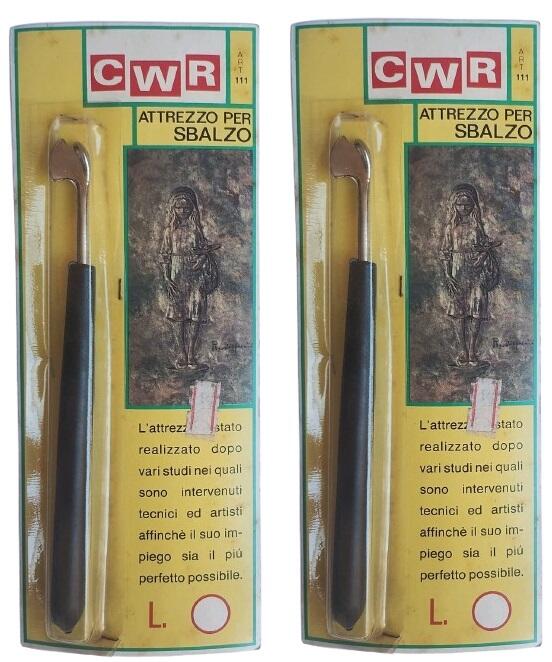 CWR
ART 111
ATTREZZO PER
SBALZO
L'attrezz stato
realizzato dopo
vari studi nei quali
sono intervenuti
tecnici ed artisti
affinchè il suo im-
piego sia il più
perfetto possibile.
L.
CWR
ART 111
ATTREZZO PER
SBALZO
L'attrezz stato
realizzato dopo
vari studi nei quali
sono intervenuti
tecnici ed artisti
affinchè il suo im-
piego sia il più
perfetto possibile.
L.